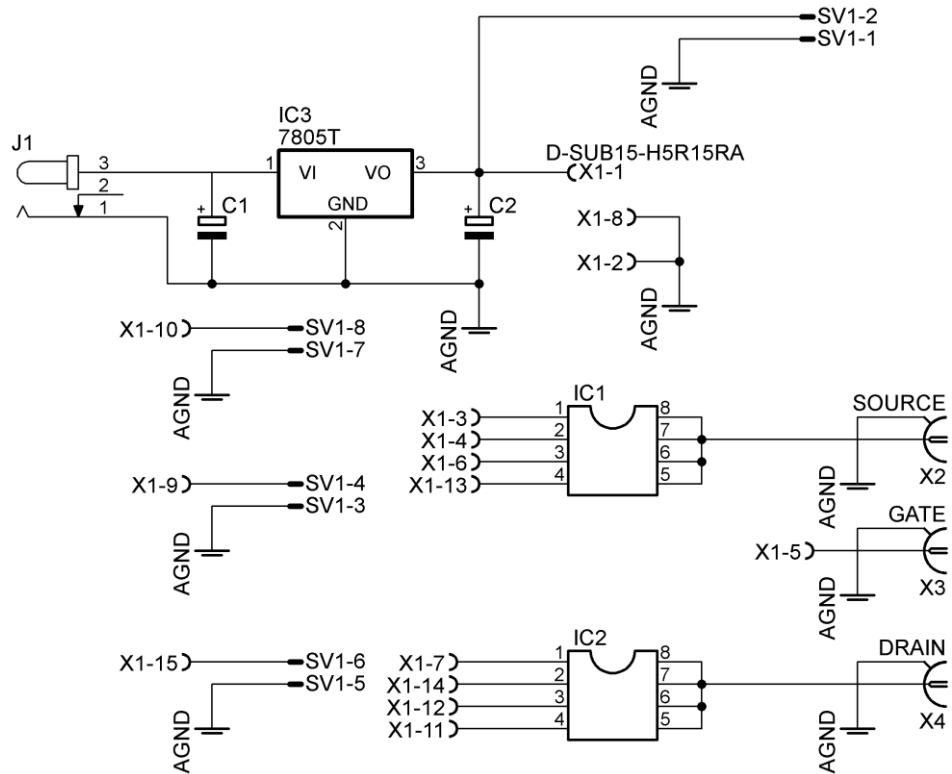 SV1-2
SV1-1
AGND
IC3
7805T
J1
3
2
1
1
VI
VO
3
GND
2
D-SUB15-H5R15RA
X1-1
+
C1
+
C2
X1-8
X1-2
AGND
AGND
X1-10
SV1-8
SV1-7
AGND
IC1
X1-3
1
8
X1-4
2
7
X1-6
3
6
X1-13
4
5
SOURCE
X2
AGND
X1-9
SV1-4
SV1-3
AGND
GATE
X1-5
X3
AGND
IC2
X1-15
SV1-6
SV1-5
AGND
X1-7
1
8
X1-14
2
7
X1-12
3
6
X1-11
4
5
DRAIN
X4
AGND